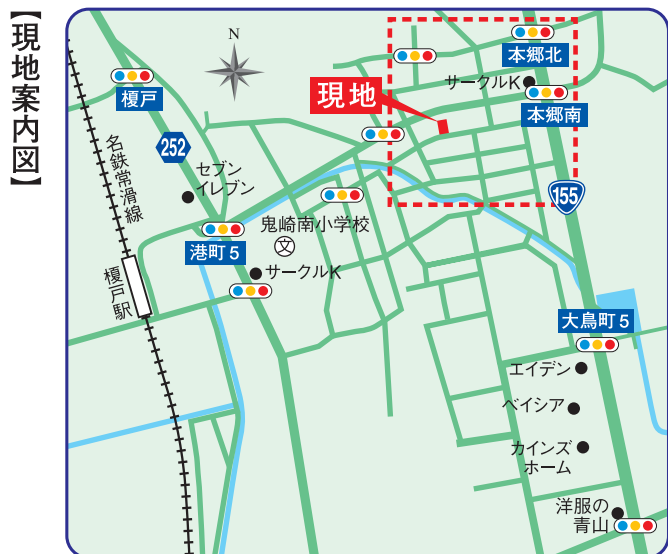 【現地案内図】
N
本郷北
榎戸
サークルK
現地
本郷南
252
名鉄常滑線
セブン
イレブン
155
鬼崎南小学校
文
港町5
サークルK
榎戸駅
大鳥町5
エイデン
ベイシア
カインズ
ホーム
洋服の
青山